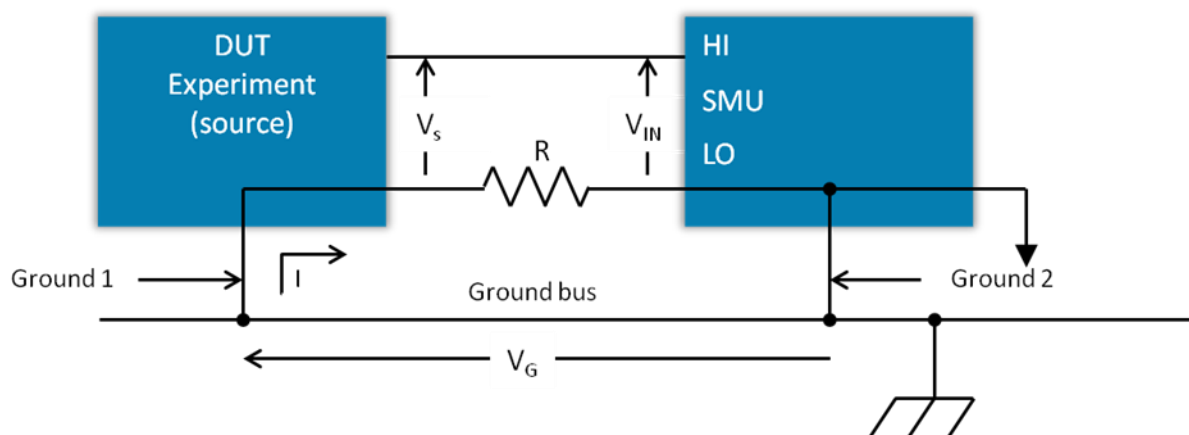 DUT
Experiment
(source)
HI
SMU
LO
Vs
VIN
R
Ground 1
I
Ground bus
Ground 2
VG